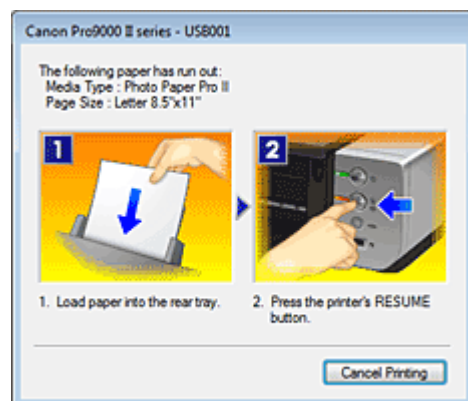 Canon Pro9000 II series - USB001
The following paper has run out:
Media Type : Photo Paper Pro II
Page Size : Letter 8.5"x11"
1
2
1. Load paper into the rear tray.
2. Press the printer's RESUME
button.
Cancel Printing